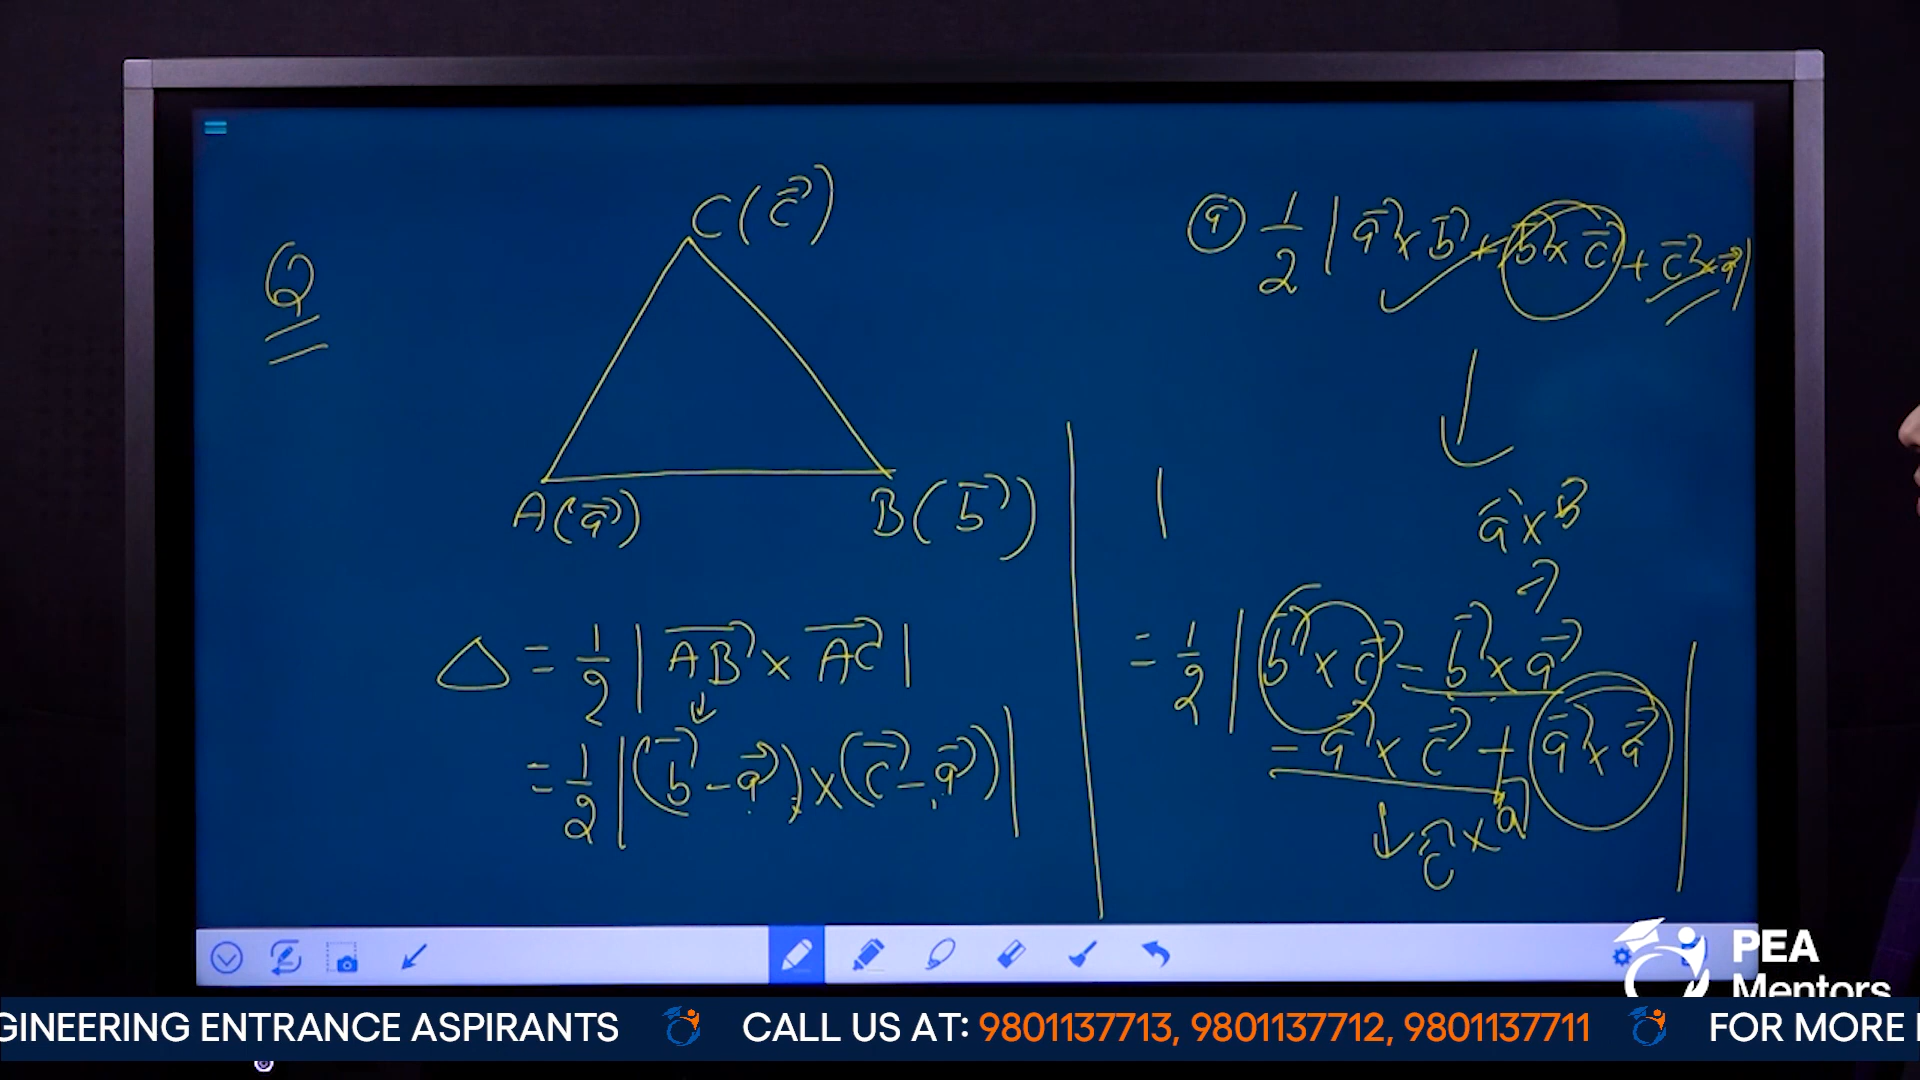 Q
C (c⃗)
A (a⃗)
B (b⃗)
△ = 1/2 | AB⃗ × AC⃗ |
= 1/2 | (b⃗ - a⃗) × (c⃗ - a⃗) |
ⓐ 1/2 | a⃗ × b⃗ + b⃗ × c⃗ + c⃗ × a⃗ |
a⃗ × b⃗
= 1/2 | b⃗ × c⃗ - b⃗ × a⃗
- a⃗ × c⃗ + a⃗ × a⃗ |
c⃗ × a⃗
PEA
Mentors
GINEERING ENTRANCE ASPIRANTS CALL US AT: 9801137713, 9801137712, 9801137711 FOR MORE